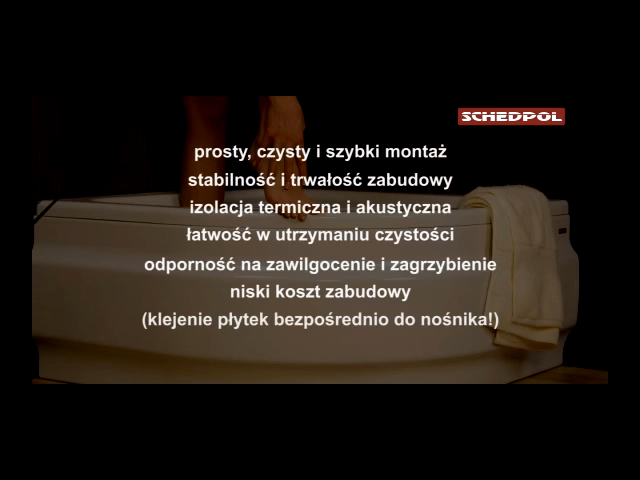 SCHEDPOL
prosty, czysty i szybki montaż
stabilność i trwałość zabudowy
izolacja termiczna i akustyczna
łatwość w utrzymaniu czystości
odporność na zawilgocenie i zagrzybienie
niski koszt zabudowy
(klejenie płytek bezpośrednio do nośnika!)